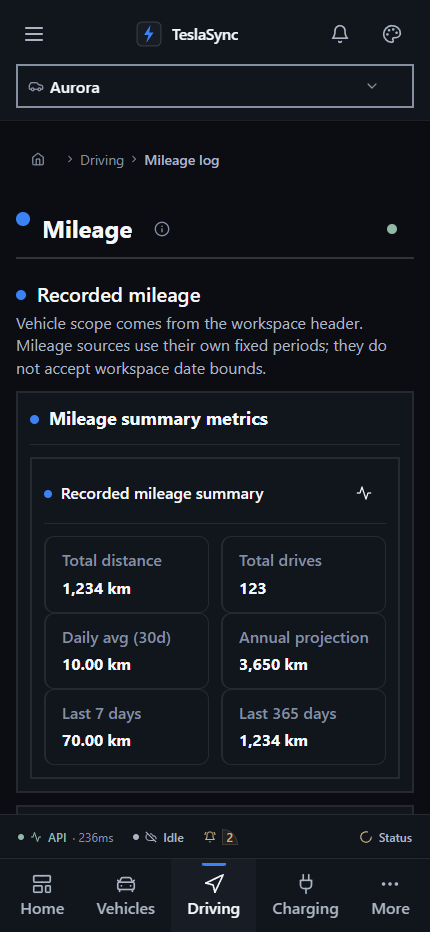 TeslaSync
Aurora
Driving
Mileage log
Mileage
Recorded mileage
Vehicle scope comes from the workspace header.
Mileage sources use their own fixed periods; they do
not accept workspace date bounds.
Mileage summary metrics
Recorded mileage summary
Total distance
1,234 km
Total drives
123
Daily avg (30d)
10.00 km
Annual projection
3,650 km
Last 7 days
70.00 km
Last 365 days
1,234 km
API · 236ms
Idle
2
Status
Home
Vehicles
Driving
Charging
More